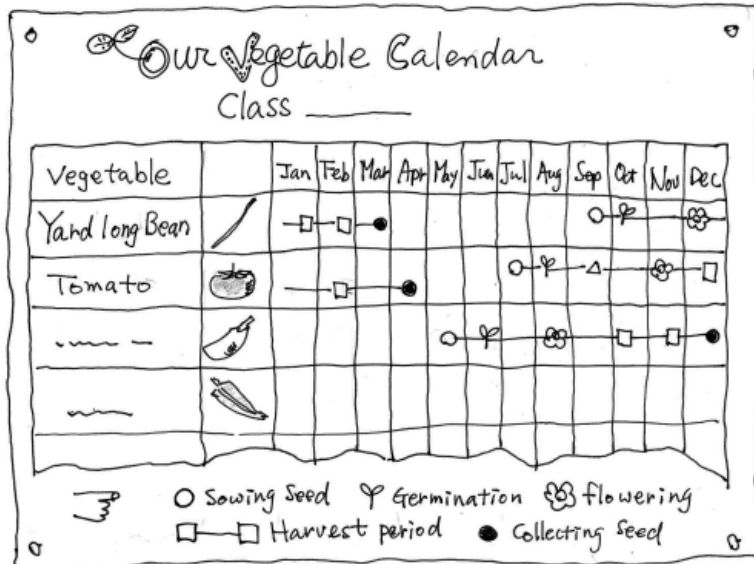 Our Vegetable Calendar
Class
Vegetable Jan Feb Mar Apr May Jun Jul Aug Sep Oct Nov Dec
Yard long Bean
Tomato
Sowing Seed Germination flowering
Harvest period Collecting Seed